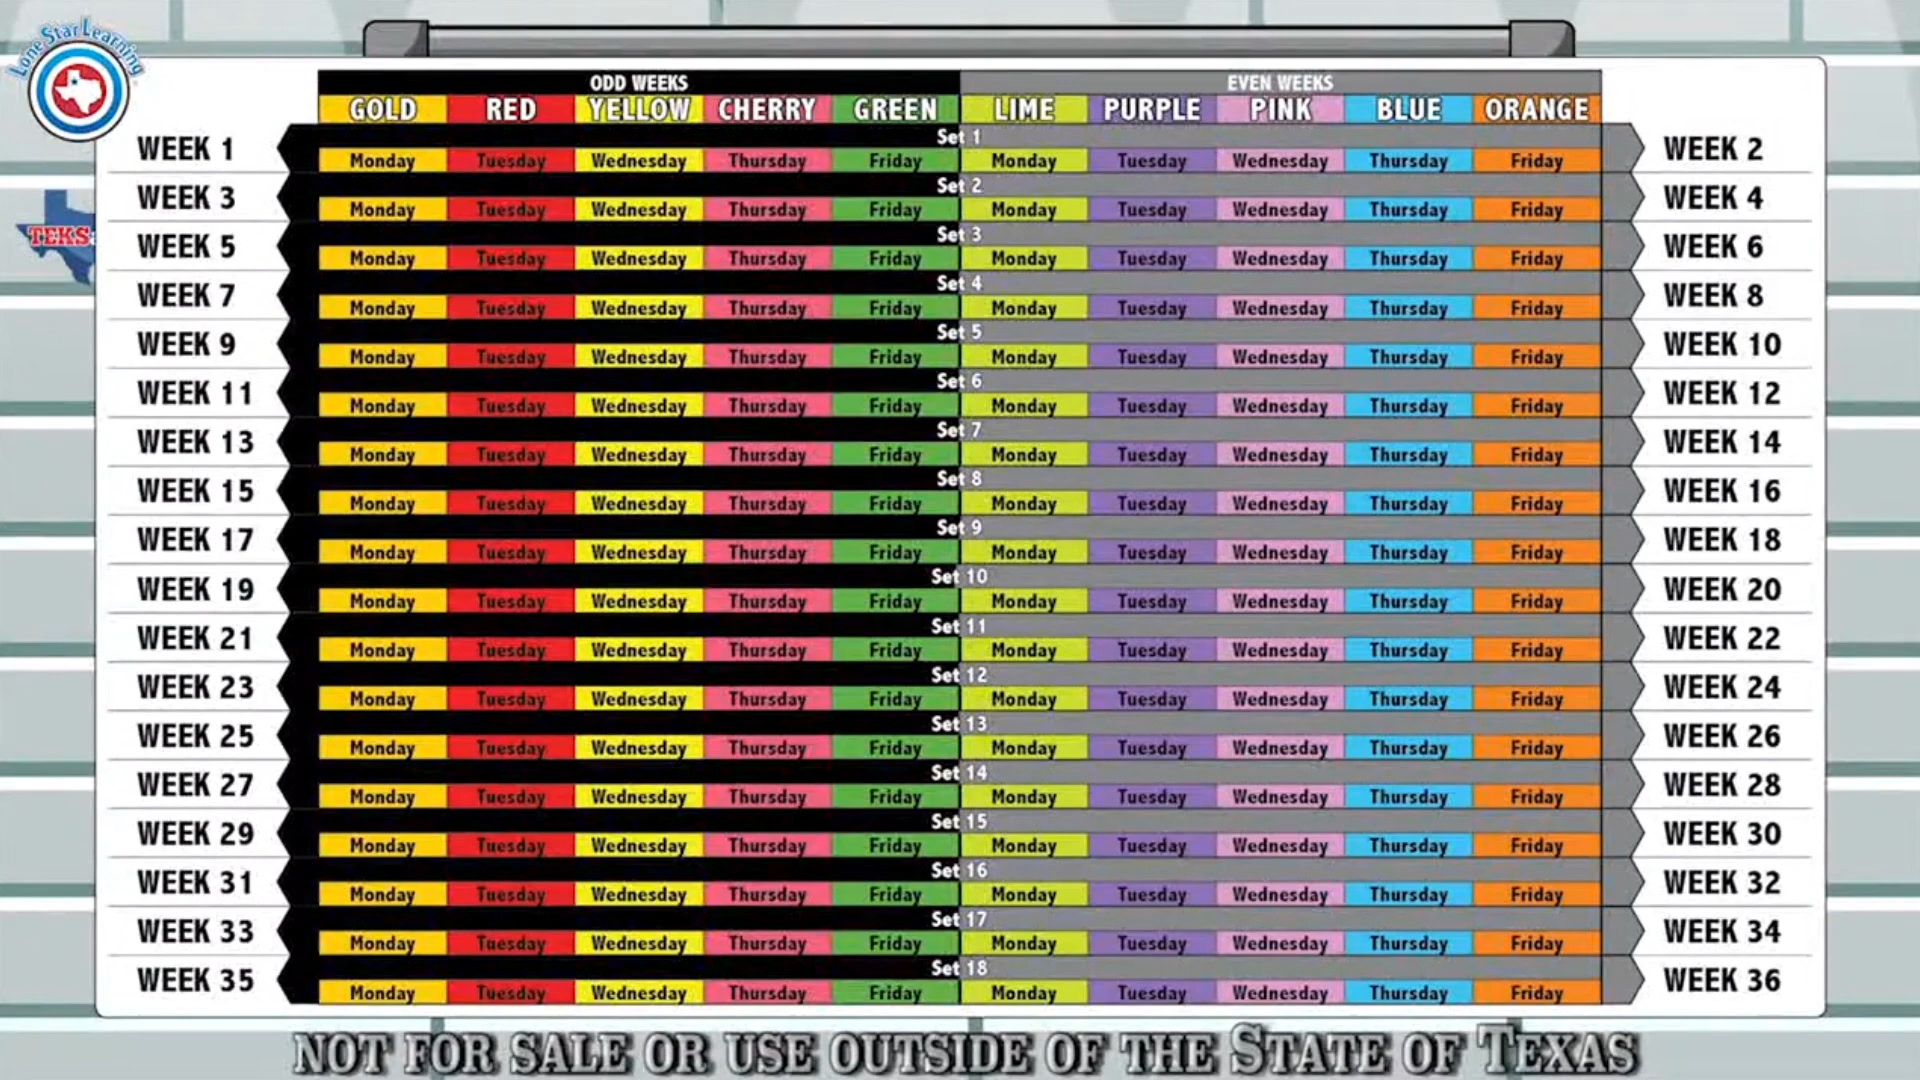 Lone Star Learning
TEKS
ODD WEEKS EVEN WEEKS
GOLD RED YELLOW CHERRY GREEN LIME PURPLE PINK BLUE ORANGE
Set 1
WEEK 1 Monday Tuesday Wednesday Thursday Friday Monday Tuesday Wednesday Thursday Friday WEEK 2
Set 2
WEEK 3 Monday Tuesday Wednesday Thursday Friday Monday Tuesday Wednesday Thursday Friday WEEK 4
Set 3
WEEK 5 Monday Tuesday Wednesday Thursday Friday Monday Tuesday Wednesday Thursday Friday WEEK 6
Set 4
WEEK 7 Monday Tuesday Wednesday Thursday Friday Monday Tuesday Wednesday Thursday Friday WEEK 8
Set 5
WEEK 9 Monday Tuesday Wednesday Thursday Friday Monday Tuesday Wednesday Thursday Friday WEEK 10
Set 6
WEEK 11 Monday Tuesday Wednesday Thursday Friday Monday Tuesday Wednesday Thursday Friday WEEK 12
Set 7
WEEK 13 Monday Tuesday Wednesday Thursday Friday Monday Tuesday Wednesday Thursday Friday WEEK 14
Set 8
WEEK 15 Monday Tuesday Wednesday Thursday Friday Monday Tuesday Wednesday Thursday Friday WEEK 16
Set 9
WEEK 17 Monday Tuesday Wednesday Thursday Friday Monday Tuesday Wednesday Thursday Friday WEEK 18
Set 10
WEEK 19 Monday Tuesday Wednesday Thursday Friday Monday Tuesday Wednesday Thursday Friday WEEK 20
Set 11
WEEK 21 Monday Tuesday Wednesday Thursday Friday Monday Tuesday Wednesday Thursday Friday WEEK 22
Set 12
WEEK 23 Monday Tuesday Wednesday Thursday Friday Monday Tuesday Wednesday Thursday Friday WEEK 24
Set 13
WEEK 25 Monday Tuesday Wednesday Thursday Friday Monday Tuesday Wednesday Thursday Friday WEEK 26
Set 14
WEEK 27 Monday Tuesday Wednesday Thursday Friday Monday Tuesday Wednesday Thursday Friday WEEK 28
Set 15
WEEK 29 Monday Tuesday Wednesday Thursday Friday Monday Tuesday Wednesday Thursday Friday WEEK 30
Set 16
WEEK 31 Monday Tuesday Wednesday Thursday Friday Monday Tuesday Wednesday Thursday Friday WEEK 32
Set 17
WEEK 33 Monday Tuesday Wednesday Thursday Friday Monday Tuesday Wednesday Thursday Friday WEEK 34
Set 18
WEEK 35 Monday Tuesday Wednesday Thursday Friday Monday Tuesday Wednesday Thursday Friday WEEK 36
NOT FOR SALE OR USE OUTSIDE OF THE STATE OF TEXAS